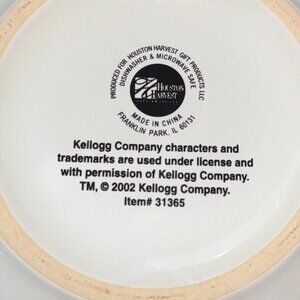 PRODUCED FOR HOUSTON HARVEST GIFT PRODUCTS LLC
DISHWASHER & MICROWAVE SAFE
HOUSTON
HARVEST
MADE IN CHINA
FRANKLIN PARK, IL 60131
Kellogg Company characters and
trademarks are used under license and
with permission of Kellogg Company.
TM, © 2002 Kellogg Company.
Item# 31365